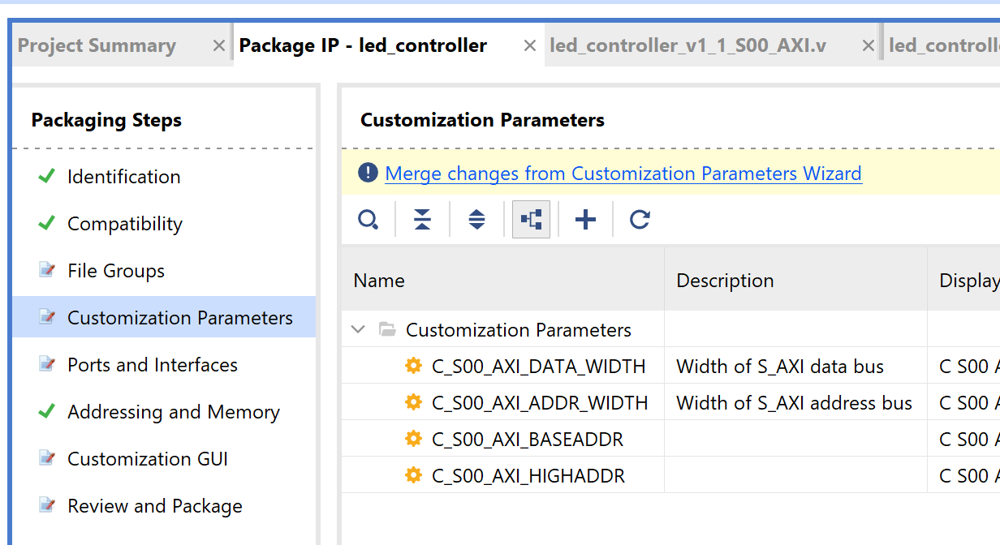 Project Summary
Package IP - led_controller
led_controller_v1_1_S00_AXI.v
Packaging Steps
Identification
Compatibility
File Groups
Customization Parameters
Ports and Interfaces
Addressing and Memory
Customization GUI
Review and Package
Customization Parameters
Merge changes from Customization Parameters Wizard
Name Description Display
Customization Parameters
C_S00_AXI_DATA_WIDTH Width of S_AXI data bus C S00
C_S00_AXI_ADDR_WIDTH Width of S_AXI address bus C S00
C_S00_AXI_BASEADDR C S00
C_S00_AXI_HIGHADDR C S00